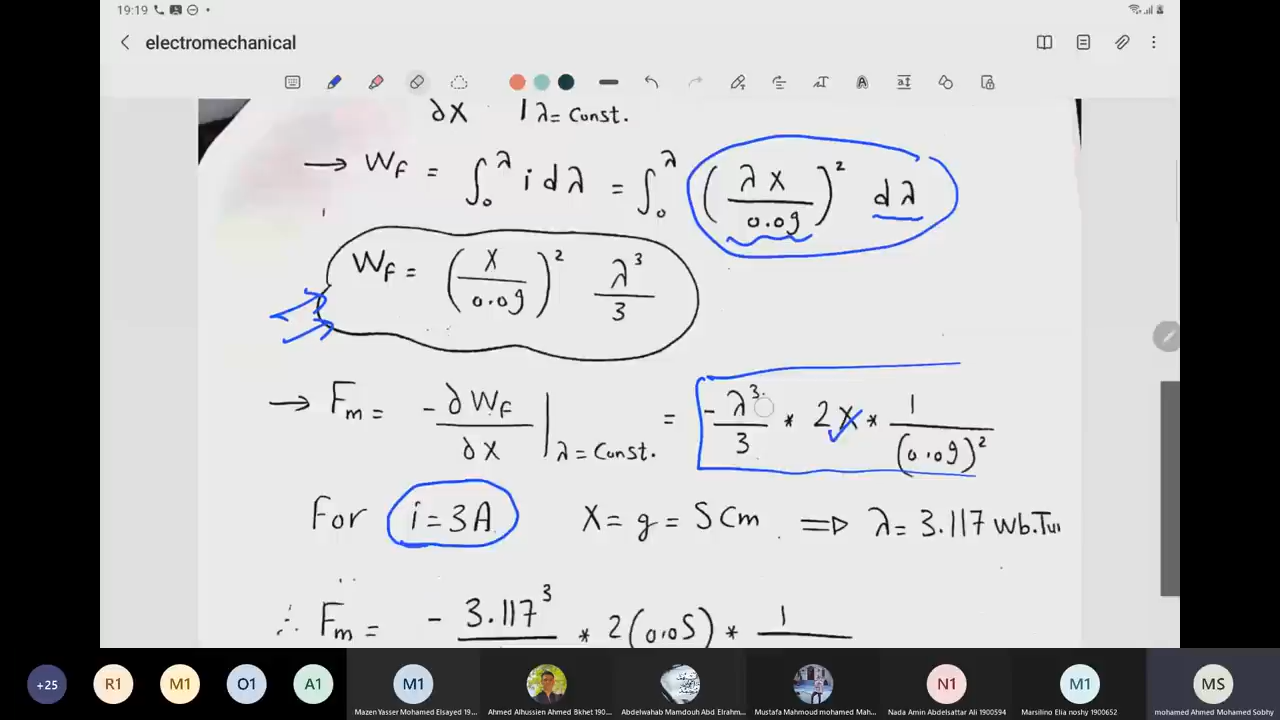 19:19
electromechanical
∂X | λ = Const.
→ Wf = ∫₀^λ i dλ = ∫₀^λ (λX / 0.09)² dλ
Wf = (X / 0.09)² λ³/3
→ Fm = -∂Wf/∂X |λ = Const. = -λ³/3 * 2X * 1/(0.09)²
For i = 3A X = g = 5Cm ⟹ λ = 3.117 Wb.Tu
∴ Fm = - 3.117³ * 2(0.05) * 1
+25 R1 M1 O1 A1 M1 N1 M1 MS
Mazen Yasser Mohamed Elsayed 19... Ahmed Alhussien Ahmed Bkhet 190... Abdelwahab Mamdouh Abd Elrahm... Mustafa Mahmoud mohamed Mah... Nada Amin Abdelsattar Ali 1900594 Marsilino Elia noshy 1900652 mohamed Ahmed Mohamed Sobhy